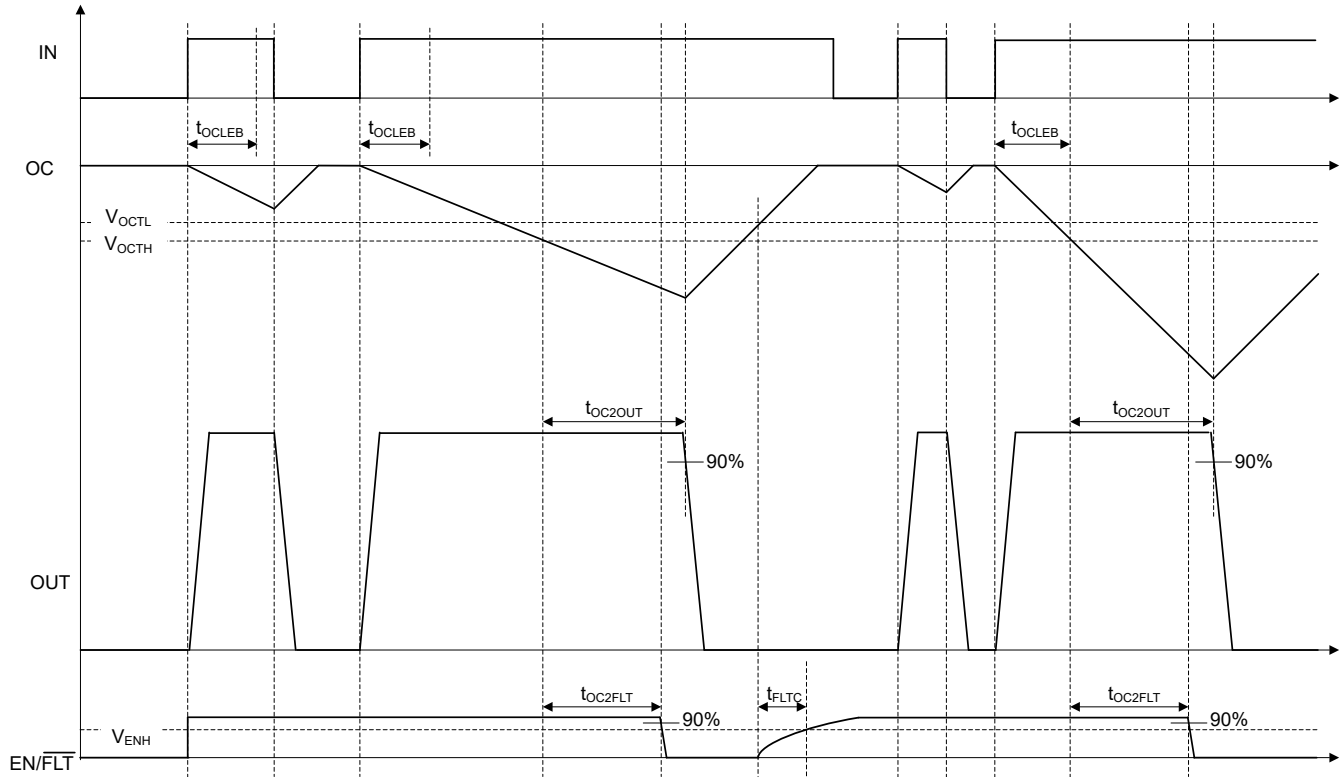 IN
tOCLEB tOCLEB tOCLEB
OC
VOCTL
VOCTH
tOC2OUT tOC2OUT
90% 90%
OUT
tOC2FLT tFLTC tOC2FLT
90% 90%
VENH
EN/FLT